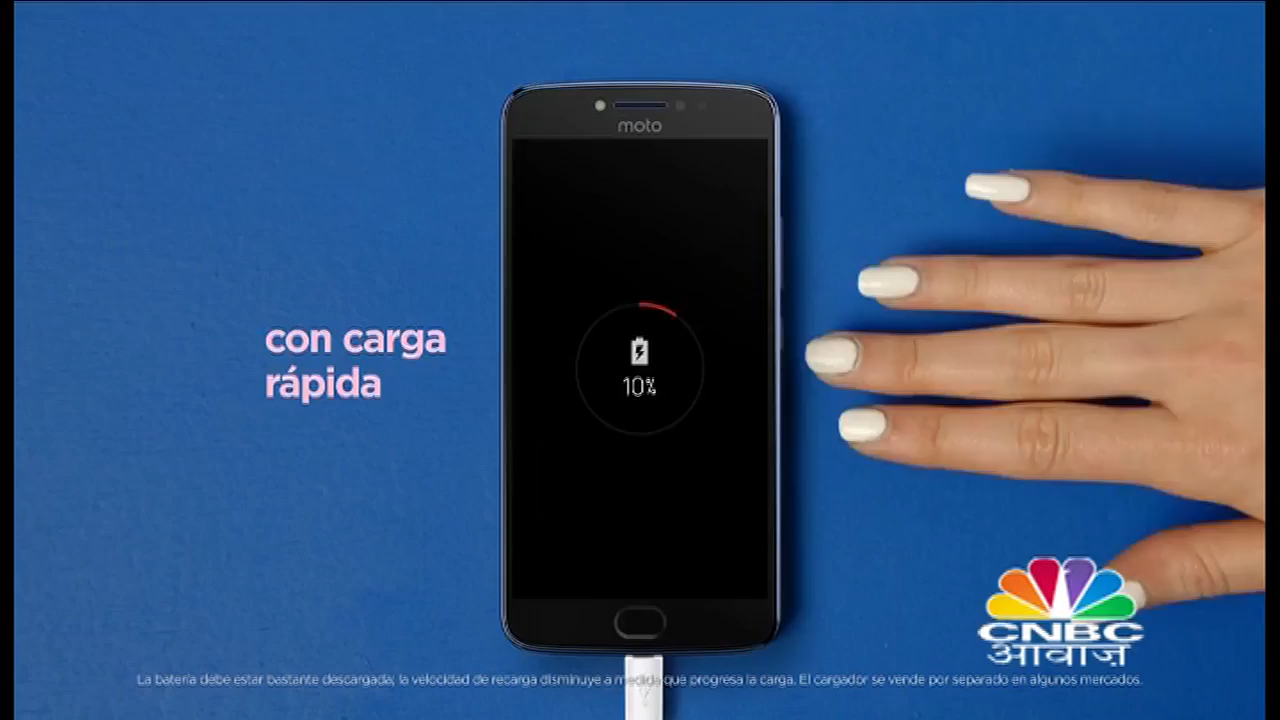 moto
con carga
rápida
10%
CNBC
आवाज़
La batería debe estar bastante descargada; la velocidad de recarga disminuye a medida que progresa la carga. El cargador se vende por separado en algunos mercados.